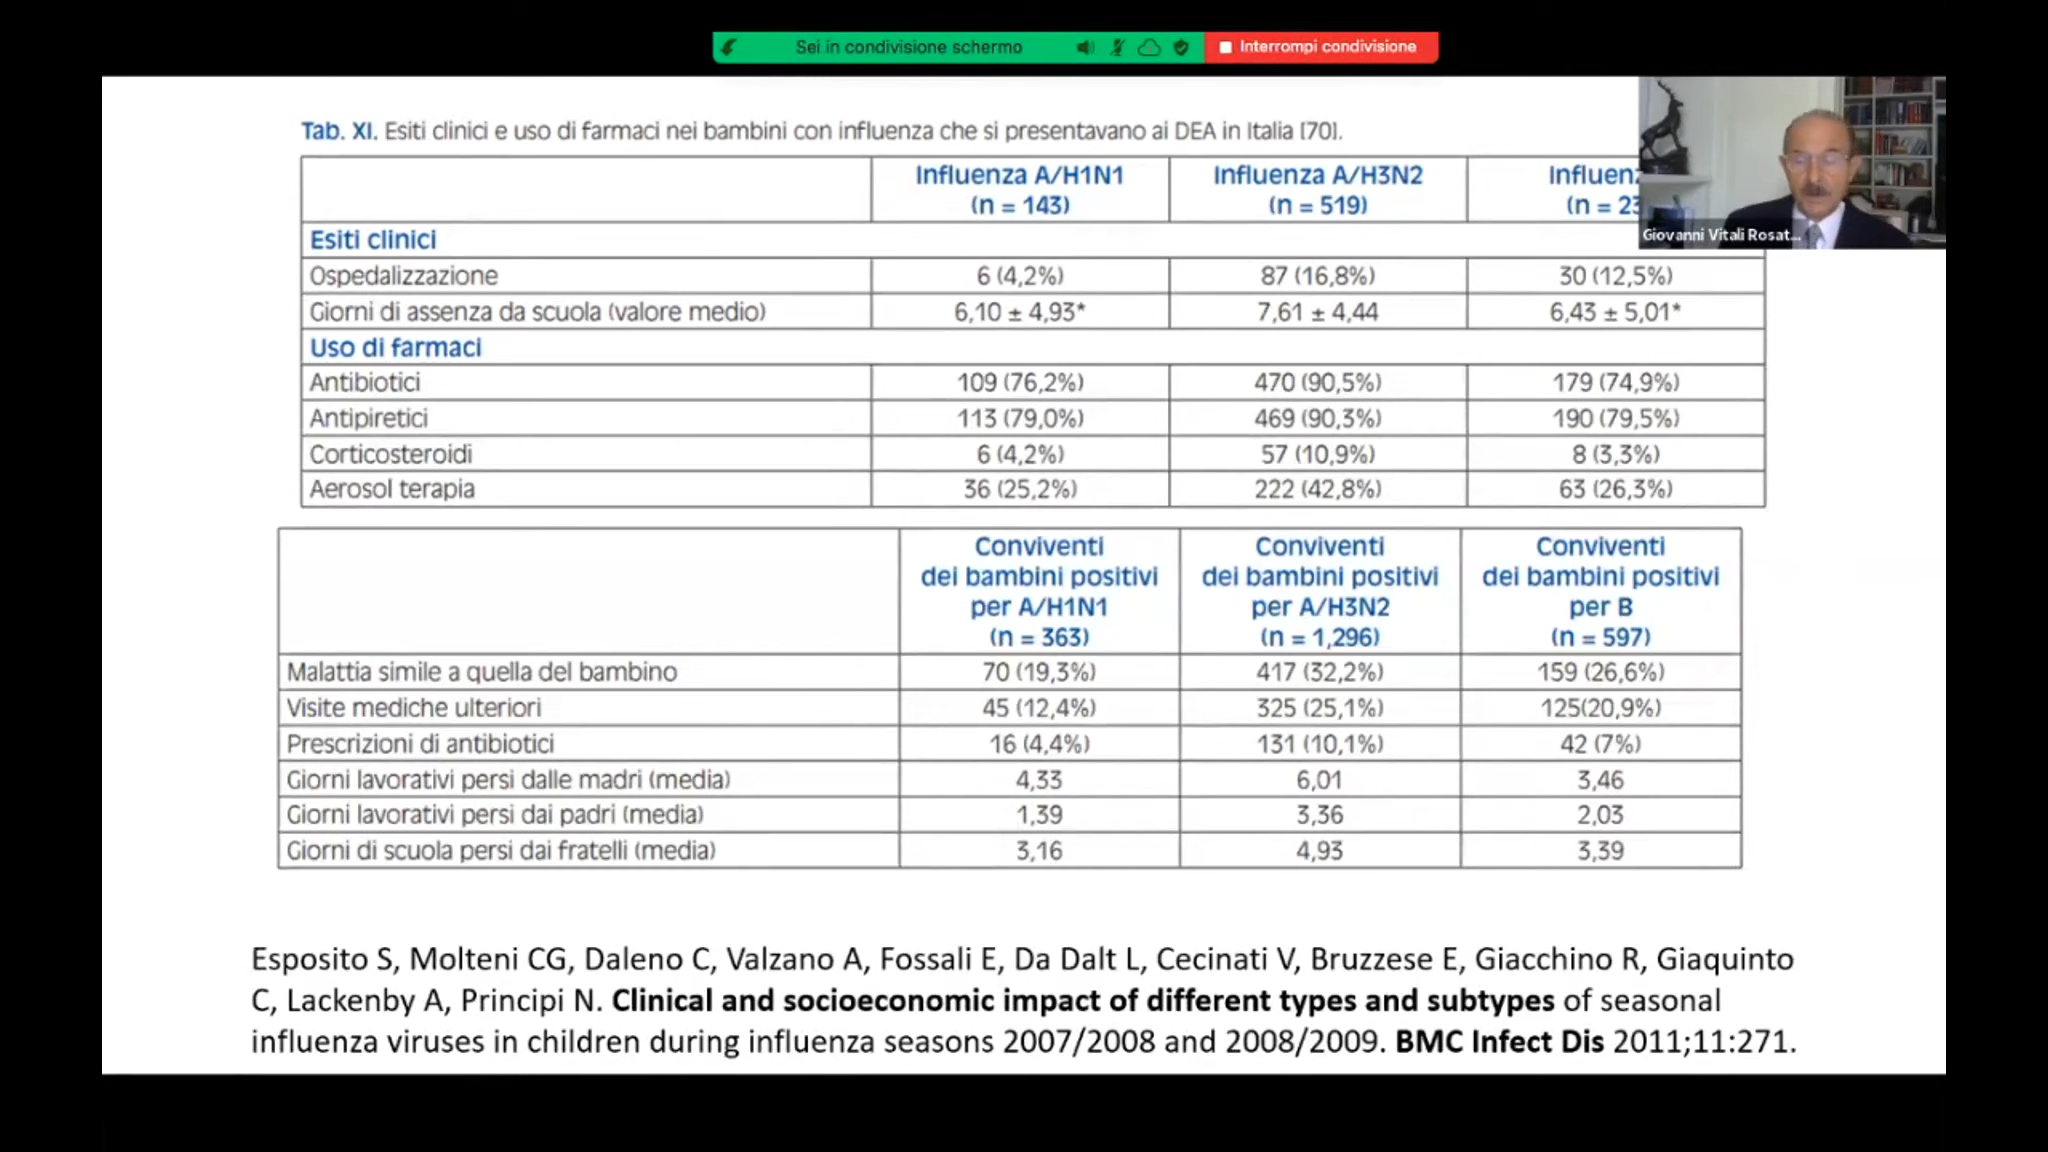 Sei in condivisione schermo
Interrompi condivisione
Giovanni Vitali Rosat...
Tab. XI. Esiti clinici e uso di farmaci nei bambini con influenza che si presentavano ai DEA in Italia [70].
Influenza A/H1N1 (n = 143) Influenza A/H3N2 (n = 519)
Esiti clinici
Ospedalizzazione 6 (4,2%) 87 (16,8%) 30 (12,5%)
Giorni di assenza da scuola (valore medio) 6,10 ± 4,93* 7,61 ± 4,44 6,43 ± 5,01*
Uso di farmaci
Antibiotici 109 (76,2%) 470 (90,5%) 179 (74,9%)
Antipiretici 113 (79,0%) 469 (90,3%) 190 (79,5%)
Corticosteroidi 6 (4,2%) 57 (10,9%) 8 (3,3%)
Aerosol terapia 36 (25,2%) 222 (42,8%) 63 (26,3%)
Conviventi Conviventi Conviventi
dei bambini positivi dei bambini positivi dei bambini positivi
per A/H1N1 per A/H3N2 per B
(n = 363) (n = 1,296) (n = 597)
Malattia simile a quella del bambino 70 (19,3%) 417 (32,2%) 159 (26,6%)
Visite mediche ulteriori 45 (12,4%) 325 (25,1%) 125(20,9%)
Prescrizioni di antibiotici 16 (4,4%) 131 (10,1%) 42 (7%)
Giorni lavorativi persi dalle madri (media) 4,33 6,01 3,46
Giorni lavorativi persi dai padri (media) 1,39 3,36 2,03
Giorni di scuola persi dai fratelli (media) 3,16 4,93 3,39
Esposito S, Molteni CG, Daleno C, Valzano A, Fossali E, Da Dalt L, Cecinati V, Bruzzese E, Giacchino R, Giaquinto
C, Lackenby A, Principi N. Clinical and socioeconomic impact of different types and subtypes of seasonal
influenza viruses in children during influenza seasons 2007/2008 and 2008/2009. BMC Infect Dis 2011;11:271.